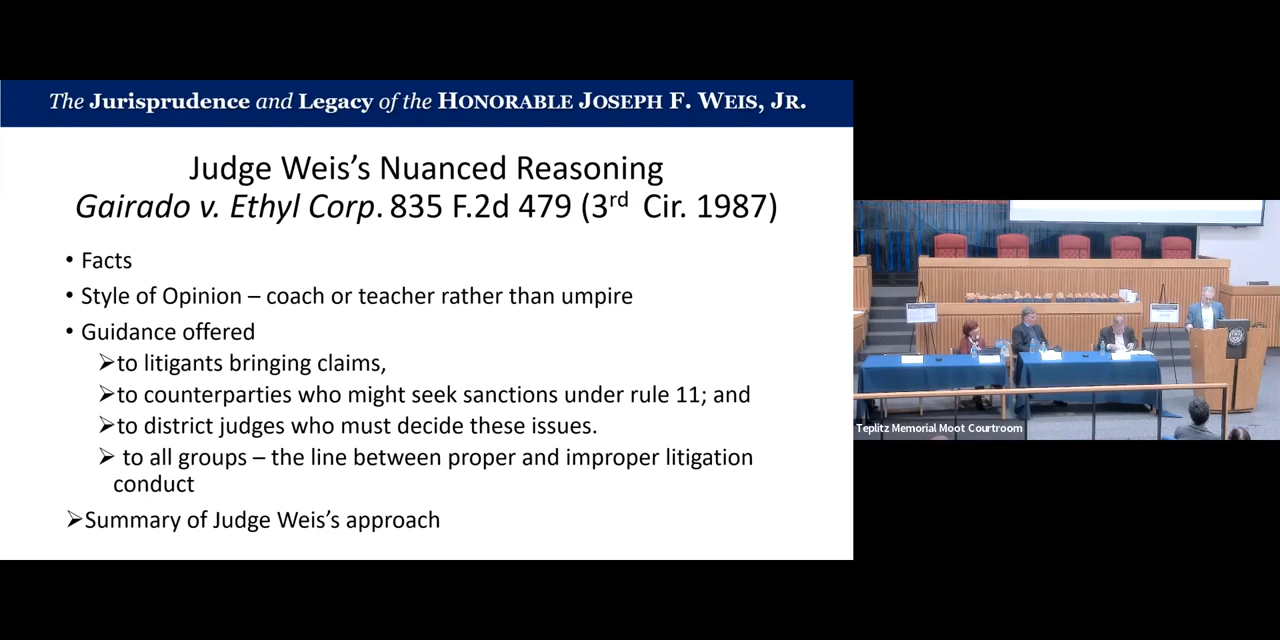 The Jurisprudence and Legacy of the HONORABLE JOSEPH F. WEIS, JR.
Judge Weis’s Nuanced Reasoning
Gairado v. Ethyl Corp. 835 F.2d 479 (3rd Cir. 1987)
• Facts
• Style of Opinion – coach or teacher rather than umpire
• Guidance offered
➢to litigants bringing claims,
➢to counterparties who might seek sanctions under rule 11; and
➢to district judges who must decide these issues.
➢ to all groups – the line between proper and improper litigation
conduct
➢Summary of Judge Weis’s approach
Teplitz Memorial Moot Courtroom